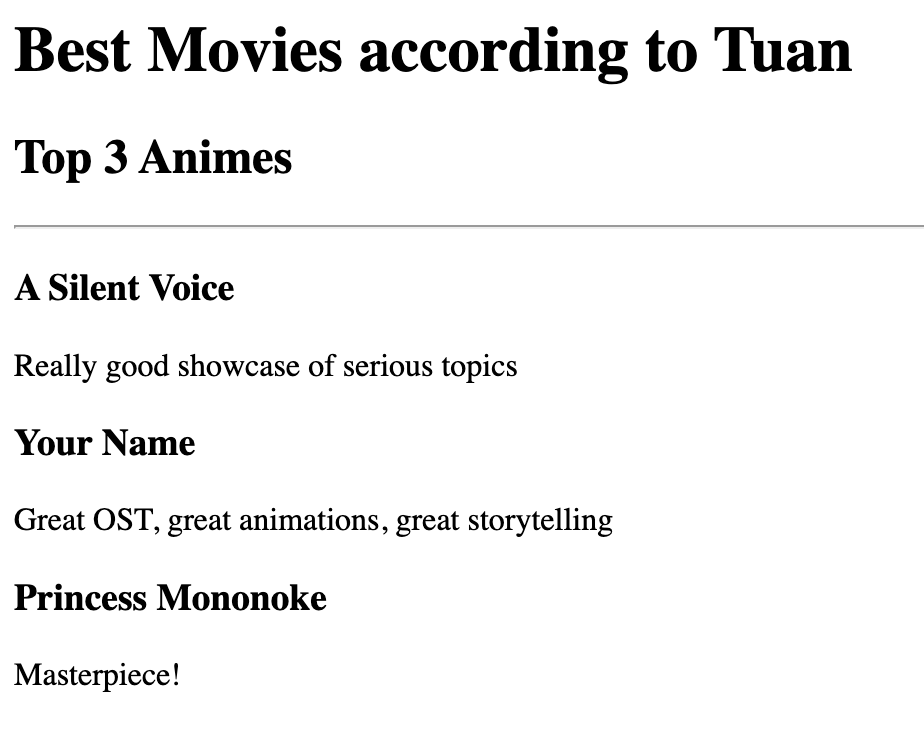 Best Movies according to Tuan
Top 3 Animes
A Silent Voice
Really good showcase of serious topics
Your Name
Great OST, great animations, great storytelling
Princess Mononoke
Masterpiece!